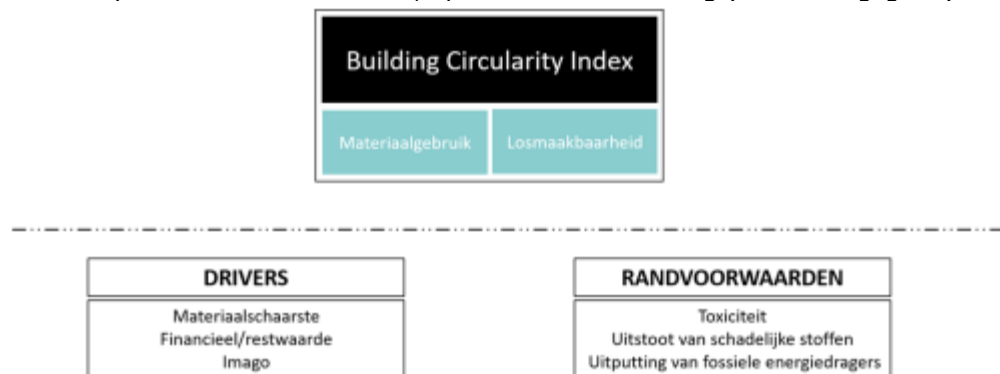 Building Circularity Index
Materiaalgebruik
Losmaakbaarheid
DRIVERS
Materiaalschaarste
Financieel/restwaarde
Imago
RANDVOORWAARDEN
Toxiciteit
Uitstoot van schadelijke stoffen
Uitputting van fossiele energiedragers